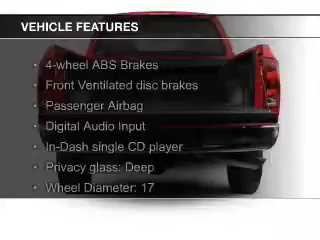 VEHICLE FEATURES
• 4-wheel ABS Brakes
• Front Ventilated disc brakes
• Passenger Airbag
• Digital Audio Input
• In-Dash single CD player
• Privacy glass: Deep
• Wheel Diameter: 17